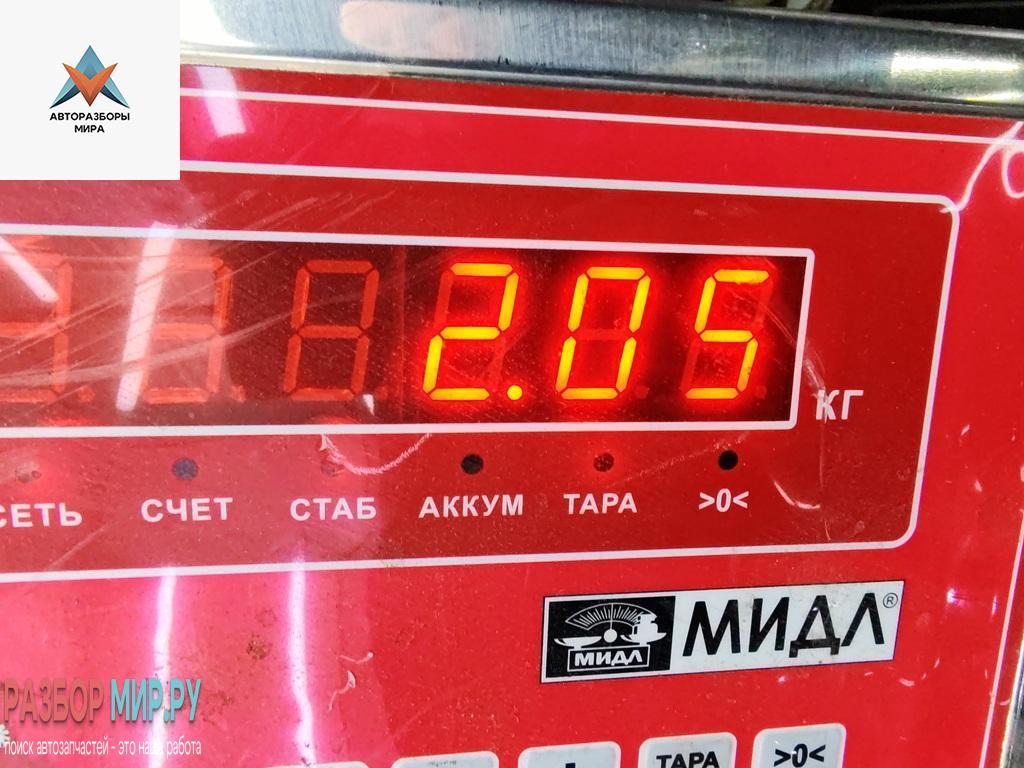 АВТОРАЗБОРЫ
МИРА
2.05
КГ
СЕТЬ СЧЕТ СТАБ АККУМ ТАРА >0<
МИДЛ МИДЛ®
РАЗБОР МИР.РУ
поиск автозапчастей - это наша работа
ТАРА >0<